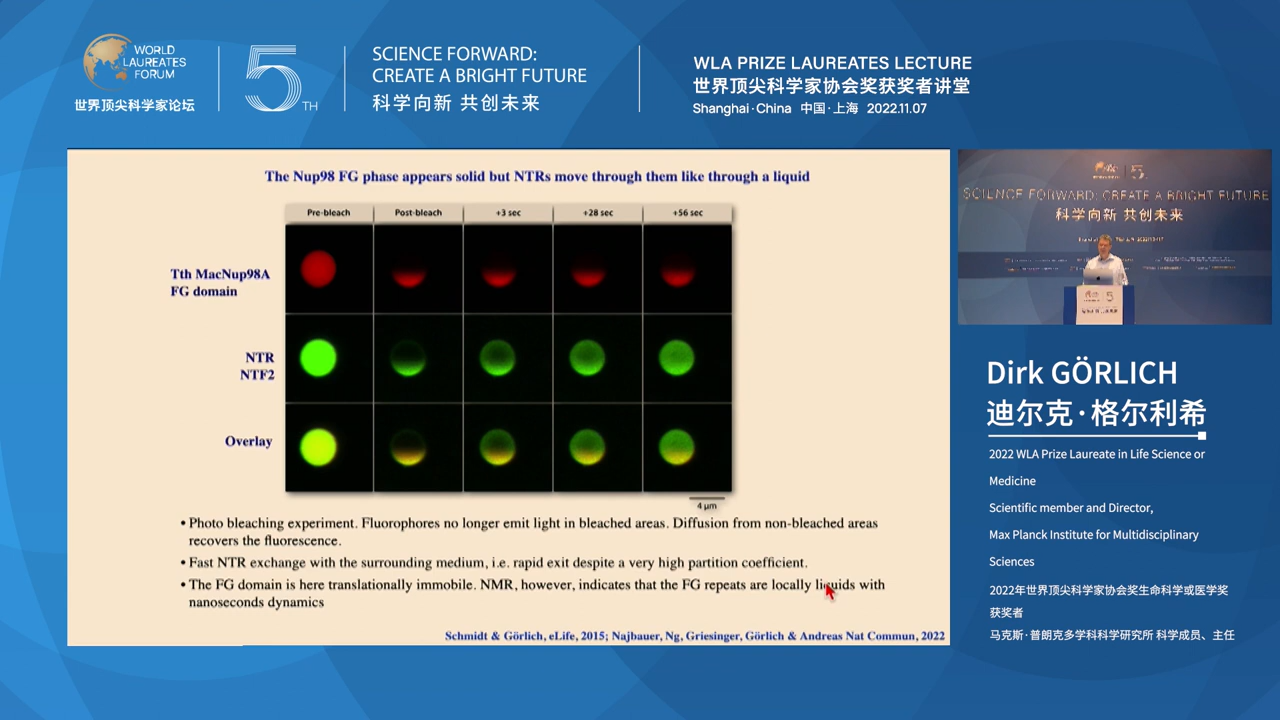 WORLD
LAUREATES
FORUM
世界顶尖科学家论坛
5TH
SCIENCE FORWARD:
CREATE A BRIGHT FUTURE
科学向新 共创未来
WLA PRIZE LAUREATES LECTURE
世界顶尖科学家协会奖获奖者讲堂
Shanghai·China 中国·上海 2022.11.07
The Nup98 FG phase appears solid but NTRs move through them like through a liquid
Pre-bleach Post-bleach +3 sec +28 sec +56 sec
Tth MacNup98A
FG domain
NTR
NTF2
Overlay
4 µm
• Photo bleaching experiment. Fluorophores no longer emit light in bleached areas. Diffusion from non-bleached areas
recovers the fluorescence.
• Fast NTR exchange with the surrounding medium, i.e. rapid exit despite a very high partition coefficient.
• The FG domain is here translationally immobile. NMR, however, indicates that the FG repeats are locally liquids with
nanoseconds dynamics
Schmidt & Görlich, eLife, 2015; Najbauer, Ng, Griesinger, Görlich & Andreas Nat Commun, 2022
SCIENCE FORWARD: CREATE A BRIGHT FUTURE
科学向新 共创未来
Dirk GÖRLICH
迪尔克·格尔利希
2022 WLA Prize Laureate in Life Science or
Medicine
Scientific member and Director,
Max Planck Institute for Multidisciplinary
Sciences
2022年世界顶尖科学家协会奖生命科学或医学奖
获奖者
马克斯·普朗克多学科科学研究所 科学成员、主任